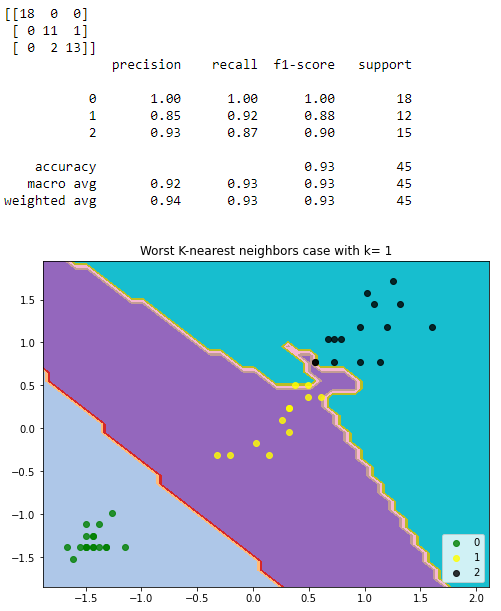 [[18  0  0]
 [ 0 11  1]
 [ 0  2 13]]
              precision    recall  f1-score   support

           0       1.00      1.00      1.00        18
           1       0.85      0.92      0.88        12
           2       0.93      0.87      0.90        15

    accuracy                           0.93        45
   macro avg       0.92      0.93      0.93        45
weighted avg       0.94      0.93      0.93        45

Worst K-nearest neighbors case with k= 1
1.5
1.0
0.5
0.0
−0.5
−1.0
−1.5
0
1
2
−1.5 −1.0 −0.5 0.0 0.5 1.0 1.5 2.0